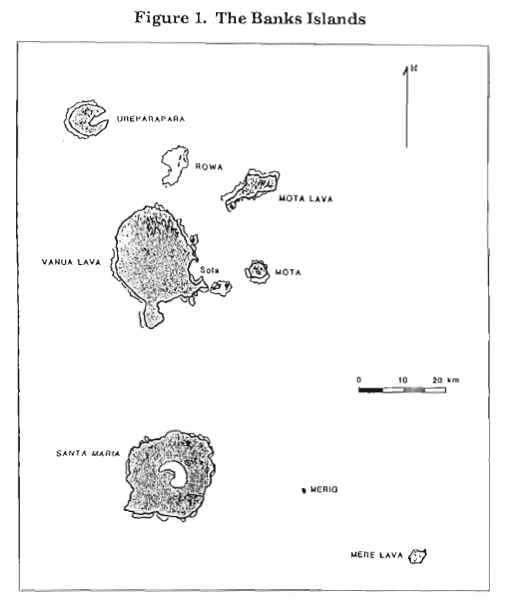 Figure 1. The Banks Islands
N
UREPARAPARA
ROWA
MOTA LAVA
VANUA LAVA
Sola
MOTA
0 10 20 km
SANTA MARIA
MERIG
MERE LAVA